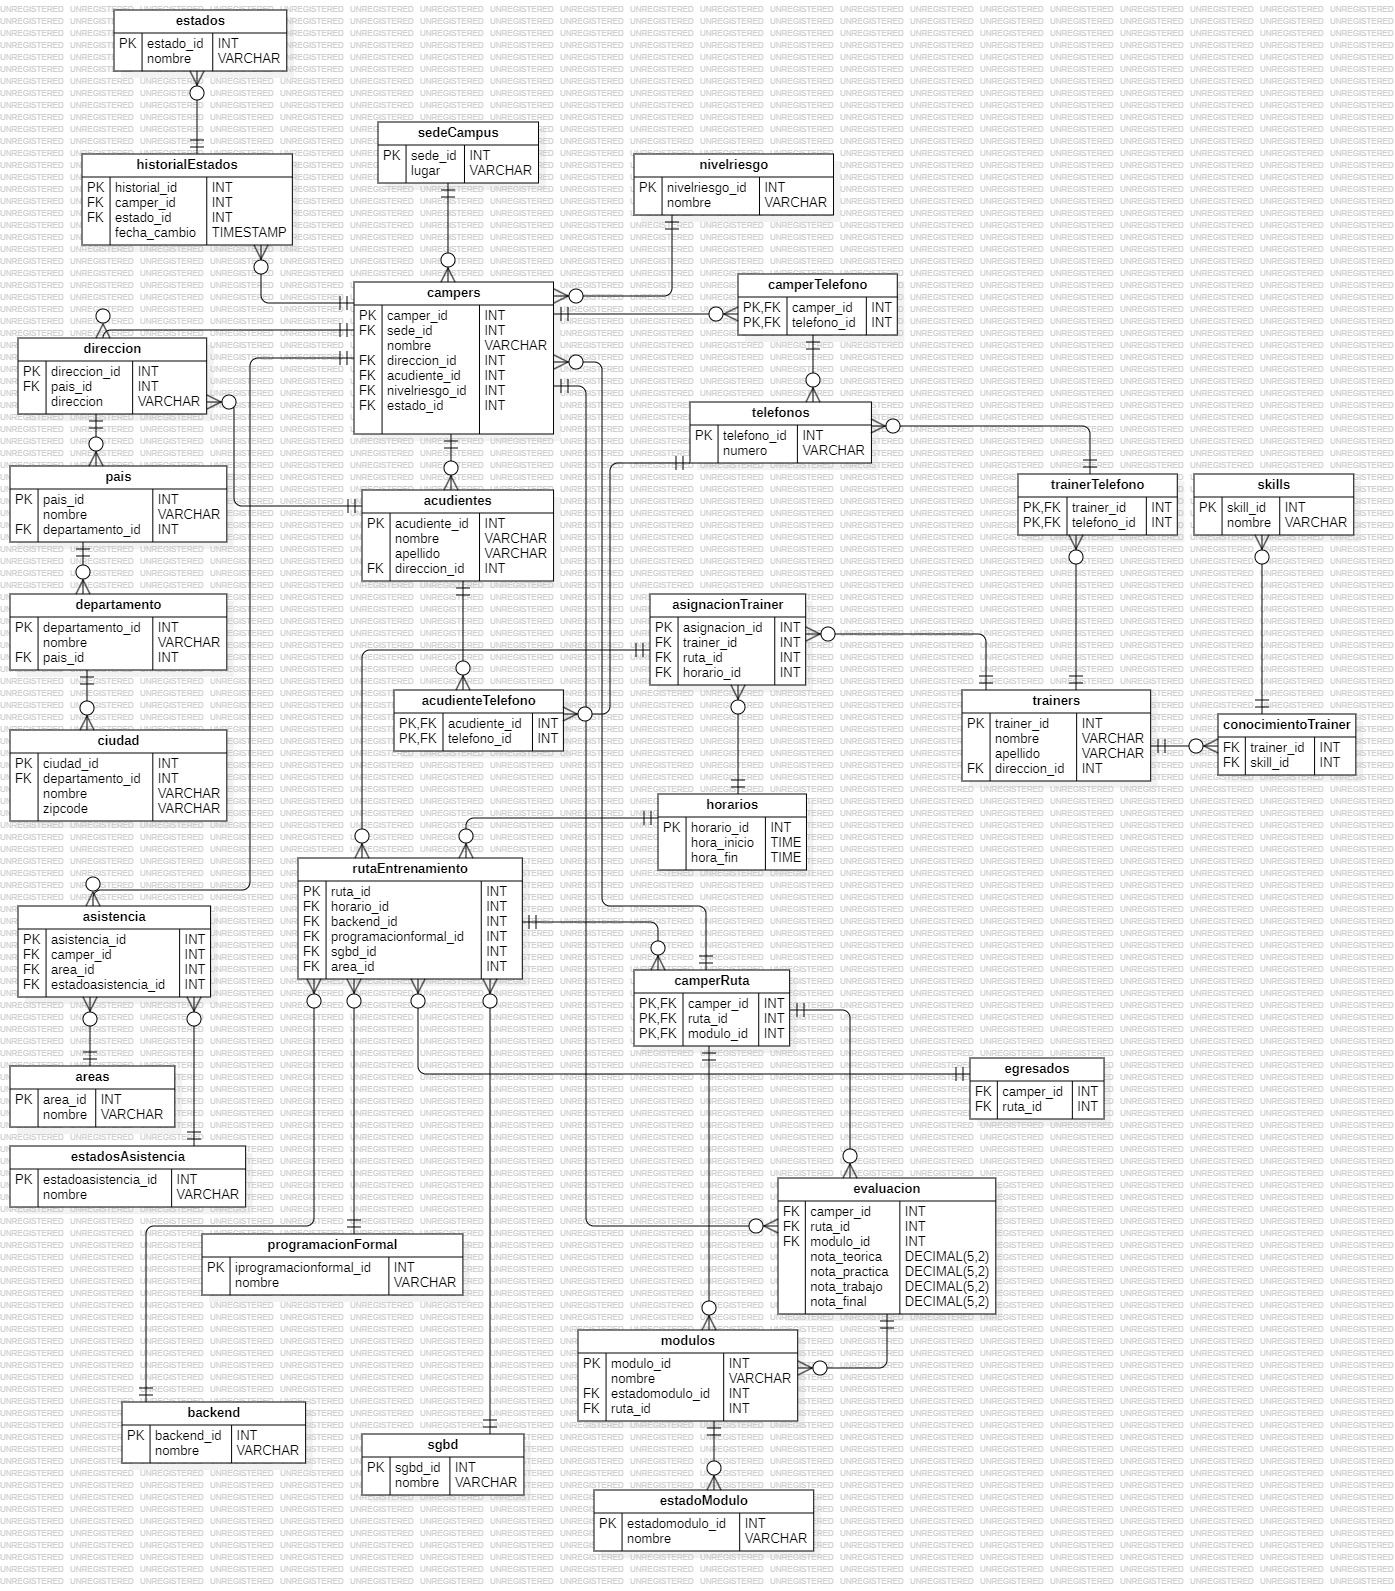 estados
PK estado_id INT
nombre VARCHAR
sedeCampus
PK sede_id INT
lugar VARCHAR
historialEstados
PK historial_id INT
FK camper_id INT
FK estado_id INT
fecha_cambio TIMESTAMP
nivelriesgo
PK nivelriesgo_id INT
nombre VARCHAR
campers
PK camper_id INT
FK sede_id INT
nombre VARCHAR
FK direccion_id INT
FK acudiente_id INT
FK nivelriesgo_id INT
FK estado_id INT
camperTelefono
PK,FK camper_id INT
PK,FK telefono_id INT
direccion
PK direccion_id INT
FK pais_id INT
direccion VARCHAR
telefonos
PK telefono_id INT
numero VARCHAR
pais
PK pais_id INT
nombre VARCHAR
FK departamento_id INT
acudientes
PK acudiente_id INT
nombre VARCHAR
apellido VARCHAR
FK direccion_id INT
trainerTelefono
PK,FK trainer_id INT
PK,FK telefono_id INT
skills
PK skill_id INT
nombre VARCHAR
departamento
PK departamento_id INT
nombre VARCHAR
FK pais_id INT
asignacionTrainer
PK asignacion_id INT
FK trainer_id INT
FK ruta_id INT
FK horario_id INT
acudienteTelefono
PK,FK acudiente_id INT
PK,FK telefono_id INT
trainers
PK trainer_id INT
nombre VARCHAR
apellido VARCHAR
FK direccion_id INT
conocimientoTrainer
FK trainer_id INT
FK skill_id INT
ciudad
PK ciudad_id INT
FK departamento_id INT
nombre VARCHAR
zipcode VARCHAR
horarios
PK horario_id INT
hora_inicio TIME
hora_fin TIME
rutaEntrenamiento
PK ruta_id INT
FK horario_id INT
FK backend_id INT
FK programacionformal_id INT
FK sgbd_id INT
FK area_id INT
asistencia
PK asistencia_id INT
FK camper_id INT
FK area_id INT
FK estadoasistencia_id INT
camperRuta
PK,FK camper_id INT
PK,FK ruta_id INT
PK,FK modulo_id INT
areas
PK area_id INT
nombre VARCHAR
egresados
FK camper_id INT
FK ruta_id INT
estadosAsistencia
PK estadoasistencia_id INT
nombre VARCHAR
evaluacion
FK camper_id INT
FK ruta_id INT
FK modulo_id INT
nota_teorica DECIMAL(5,2)
nota_practica DECIMAL(5,2)
nota_trabajo DECIMAL(5,2)
nota_final DECIMAL(5,2)
programacionFormal
PK iprogramacionformal_id INT
nombre VARCHAR
modulos
PK modulo_id INT
nombre VARCHAR
FK estadomodulo_id INT
FK ruta_id INT
backend
PK backend_id INT
nombre VARCHAR
sgbd
PK sgbd_id INT
nombre VARCHAR
estadoModulo
PK estadomodulo_id INT
nombre VARCHAR
UNREGISTERED